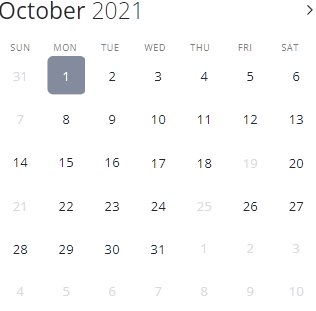 October 2021
SUN MON TUE WED THU FRI SAT
31 1 2 3 4 5 6
7 8 9 10 11 12 13
14 15 16 17 18 19 20
21 22 23 24 25 26 27
28 29 30 31 1 2 3
4 5 6 7 8 9 10